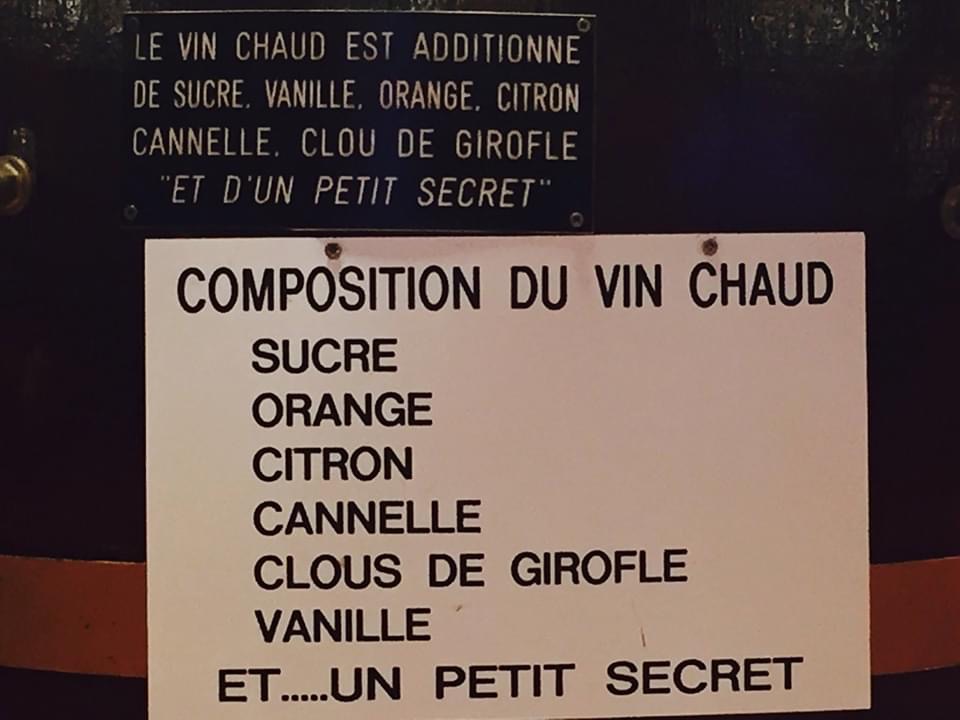 LE VIN CHAUD EST ADDITIONNE
DE SUCRE, VANILLE, ORANGE, CITRON
CANNELLE, CLOU DE GIROFLE
"ET D'UN PETIT SECRET"
COMPOSITION DU VIN CHAUD
SUCRE
ORANGE
CITRON
CANNELLE
CLOUS DE GIROFLE
VANILLE
ET.....UN PETIT SECRET